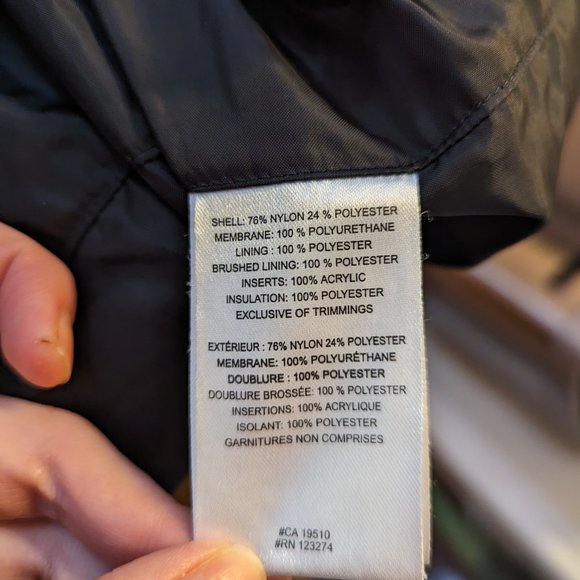 SHELL: 76% NYLON 24 % POLYESTER
MEMBRANE: 100 % POLYURETHANE
LINING : 100 % POLYESTER
BRUSHED LINING: 100 % POLYESTER
INSERTS: 100% ACRYLIC
INSULATION: 100% POLYESTER
EXCLUSIVE OF TRIMMINGS
EXTÉRIEUR : 76% NYLON 24% POLYESTER
MEMBRANE: 100% POLYURÉTHANE
DOUBLURE : 100% POLYESTER
DOUBLURE BROSSÉE: 100 % POLYESTER
INSERTIONS: 100% ACRYLIQUE
ISOLANT: 100% POLYESTER
GARNITURES NON COMPRISES
#CA 19510
#RN 123274